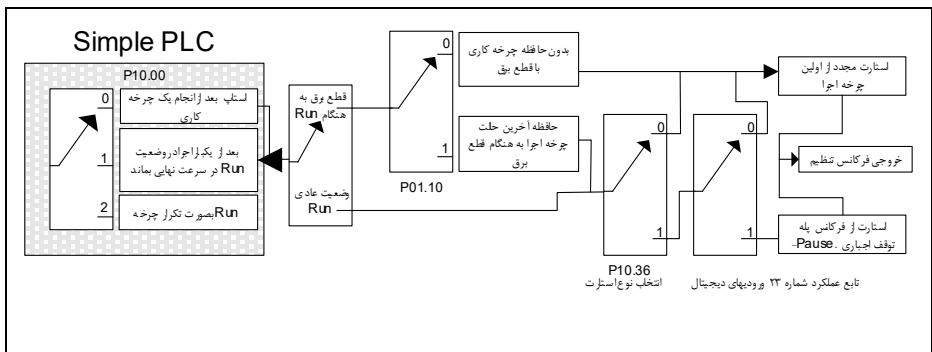 Simple PLC
P10.00
0
استاپ بعد از انجام یک چرخه
کاری
1
بعد از یکبار اجرا در وضعیت
Run در سرعت نهایی بماند
2
Run بصورت تکرار چرخه
قطع برق به
هنگام Run
وضعیت عادی
Run
0
1
P01.10
بدون حافظه چرخه کاری
با قطع برق
حافظه آخرین حلت
چرخه اجرا به هنگام قطع
برق
0
1
P10.36
انتخاب نوع استارت
0
1
تابع عملکرد شماره ۲۳ ورودیهای دیجیتال
استارت مجدد از اولین
چرخه اجرا
خروجی فرکانس تنظیم
استارت از فرکانس پله
توقف اجباری . Pause-